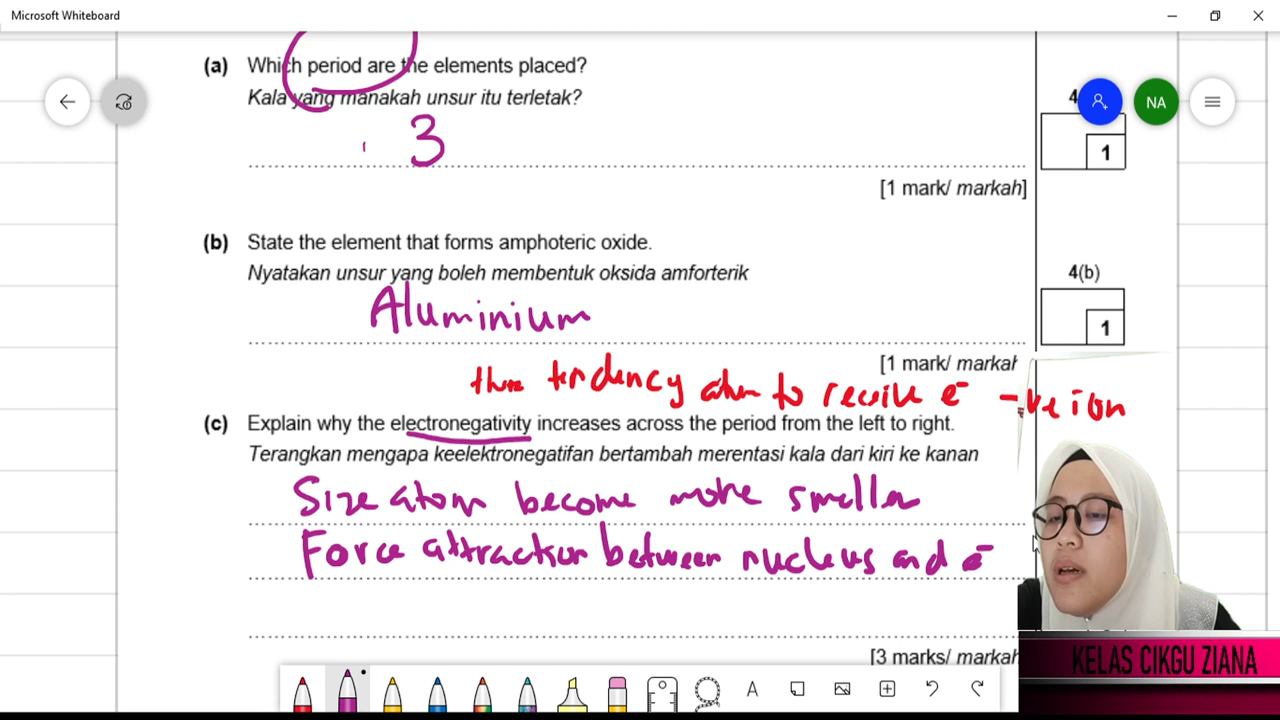 Microsoft Whiteboard
(a) Which period are the elements placed?
Kala yang manakah unsur itu terletak?
4
NA
3
1
[1 mark/ markah]
(b) State the element that forms amphoteric oxide.
Nyatakan unsur yang boleh membentuk oksida amforterik
4(b)
Aluminium
1
[1 mark/ markah
tendency atom to receive e⁻ -ve ion
(c) Explain why the electronegativity increases across the period from the left to right.
Terangkan mengapa keelektronegatifan bertambah merentasi kala dari kiri ke kanan
Size atom become more smaller
Force attraction between nucleus and e⁻
[3 marks/ markah
KELAS CIKGU ZIANA
A